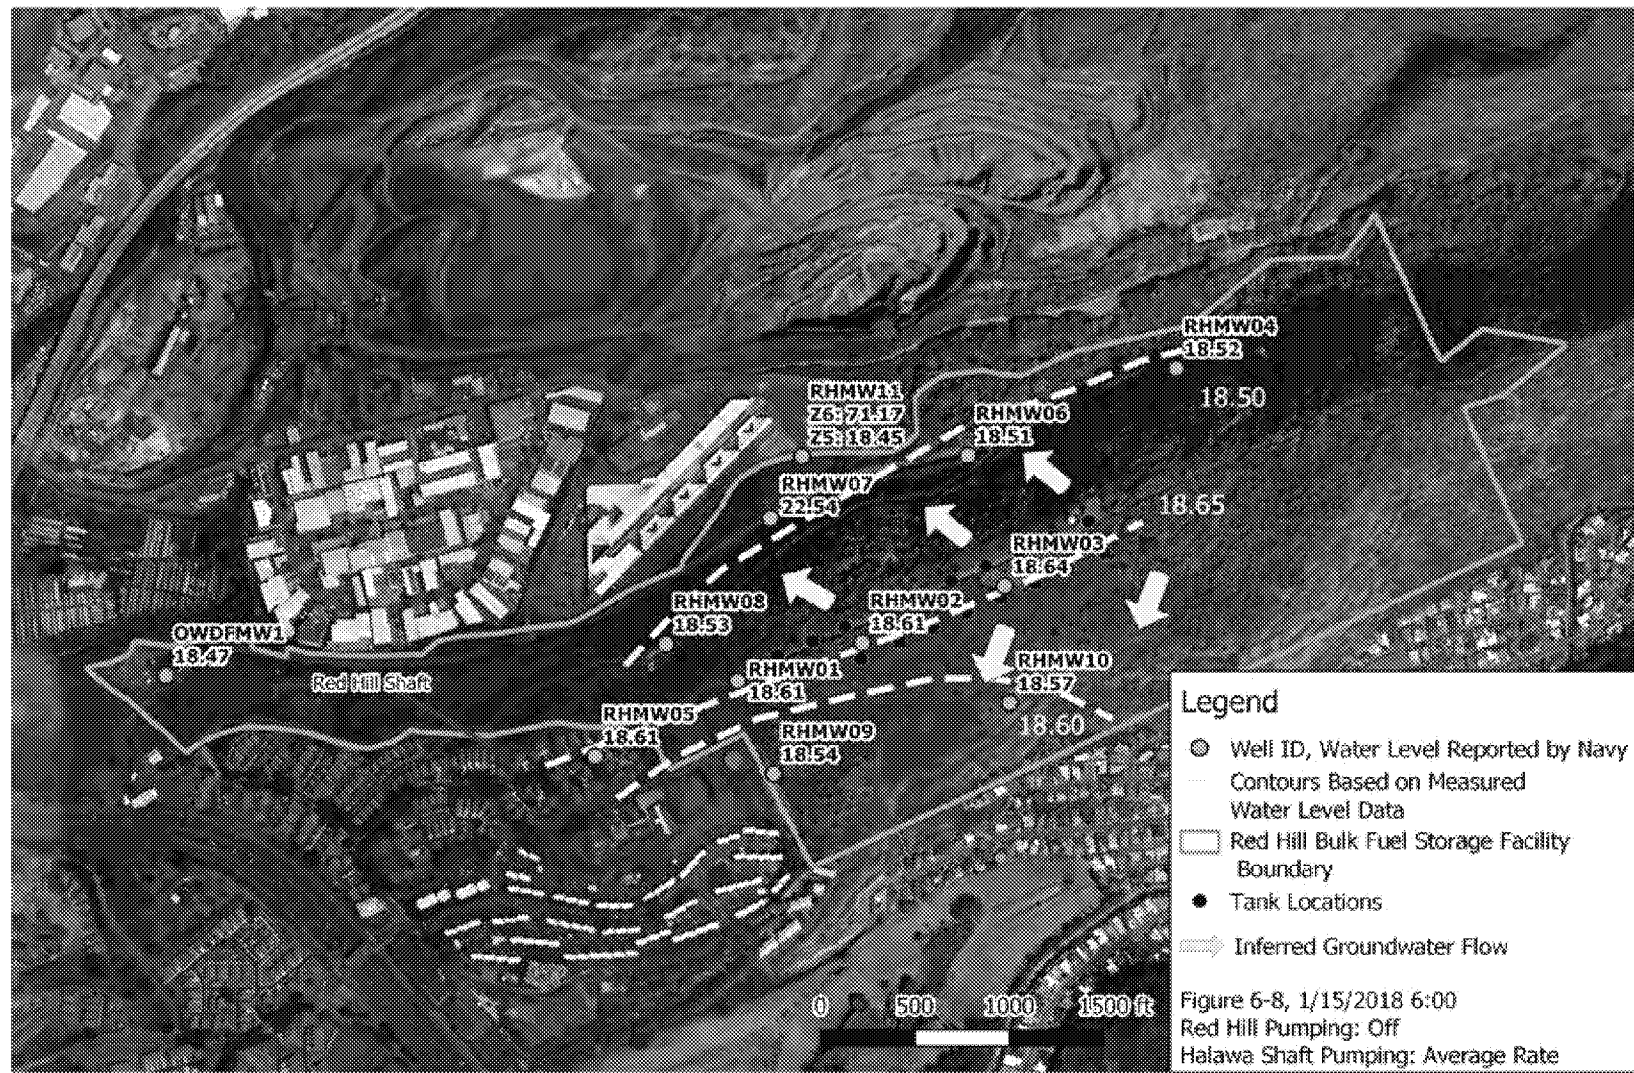 RHMW04
18.52
18.50
RHMW11
Z6: 71.17
Z5: 18.45
RHMW06
18.51
RHMW07
22.54
18.65
RHMW03
18.64
RHMW08
18.53
RHMW02
18.61
OWDFMW1
18.47
Red Hill Shaft
RHMW01
18.61
RHMW10
18.57
18.60
RHMW05
18.61
RHMW09
18.54
Legend
Well ID, Water Level Reported by Navy
Contours Based on Measured
Water Level Data
Red Hill Bulk Fuel Storage Facility
Boundary
Tank Locations
Inferred Groundwater Flow
0 500 1000 1500 ft
Figure 6-8, 1/15/2018 6:00
Red Hill Pumping: Off
Halawa Shaft Pumping: Average Rate